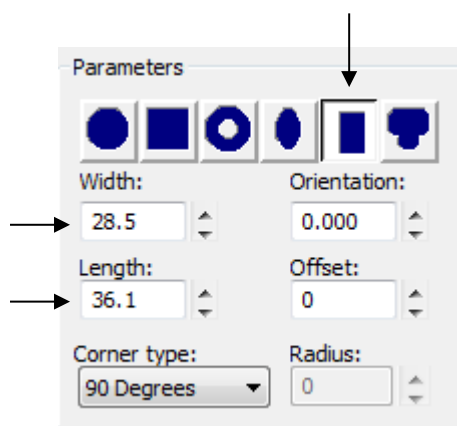 Parameters
Width: Orientation:
28.5 0.000
Length: Offset:
36.1 0
Corner type: Radius:
90 Degrees 0